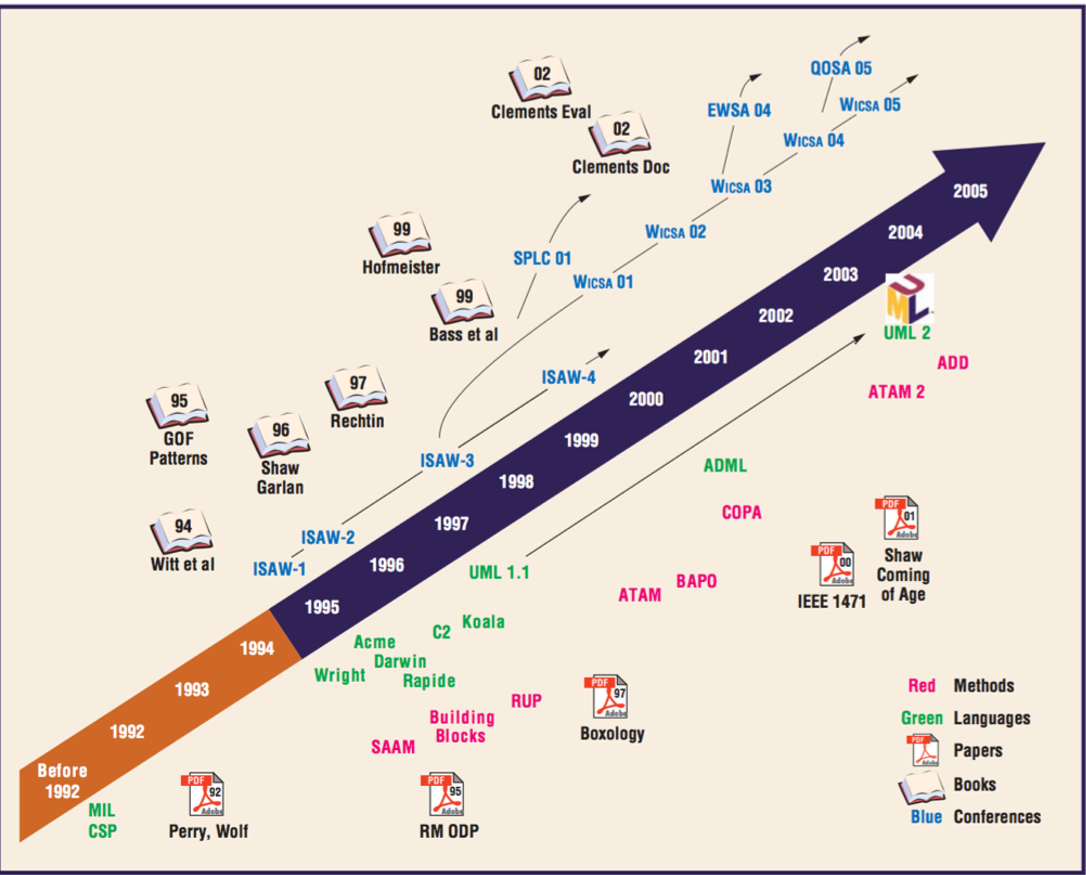 02
Clements Eval
02
Clements Doc
QOSA 05
WICSA 05
EWSA 04
WICSA 04
WICSA 03
WICSA 02
99
Hofmeister
SPLC 01
WICSA 01
99
Bass et al
ISAW-4
97
Rechtin
95
GOF
Patterns
96
Shaw
Garlan
ISAW-3
94
Witt et al
ISAW-2
ISAW-1
2005
2004
2003
2002
2001
2000
1999
1998
1997
1996
1995
1994
1993
1992
Before
1992
UML
UML 2
ADD
ATAM 2
ADML
COPA
UML 1.1
ATAM
BAPO
PDF
01
Adobe
Shaw
Coming
of Age
PDF
00
Adobe
IEEE 1471
Koala
C2
Acme
Darwin
Wright
Rapide
RUP
Building
Blocks
SAAM
PDF
97
Adobe
Boxology
MIL
CSP
PDF
92
Adobe
Perry, Wolf
PDF
95
Adobe
RM ODP
Red Methods
Green Languages
PDF
Adobe
Papers
Books
Blue Conferences